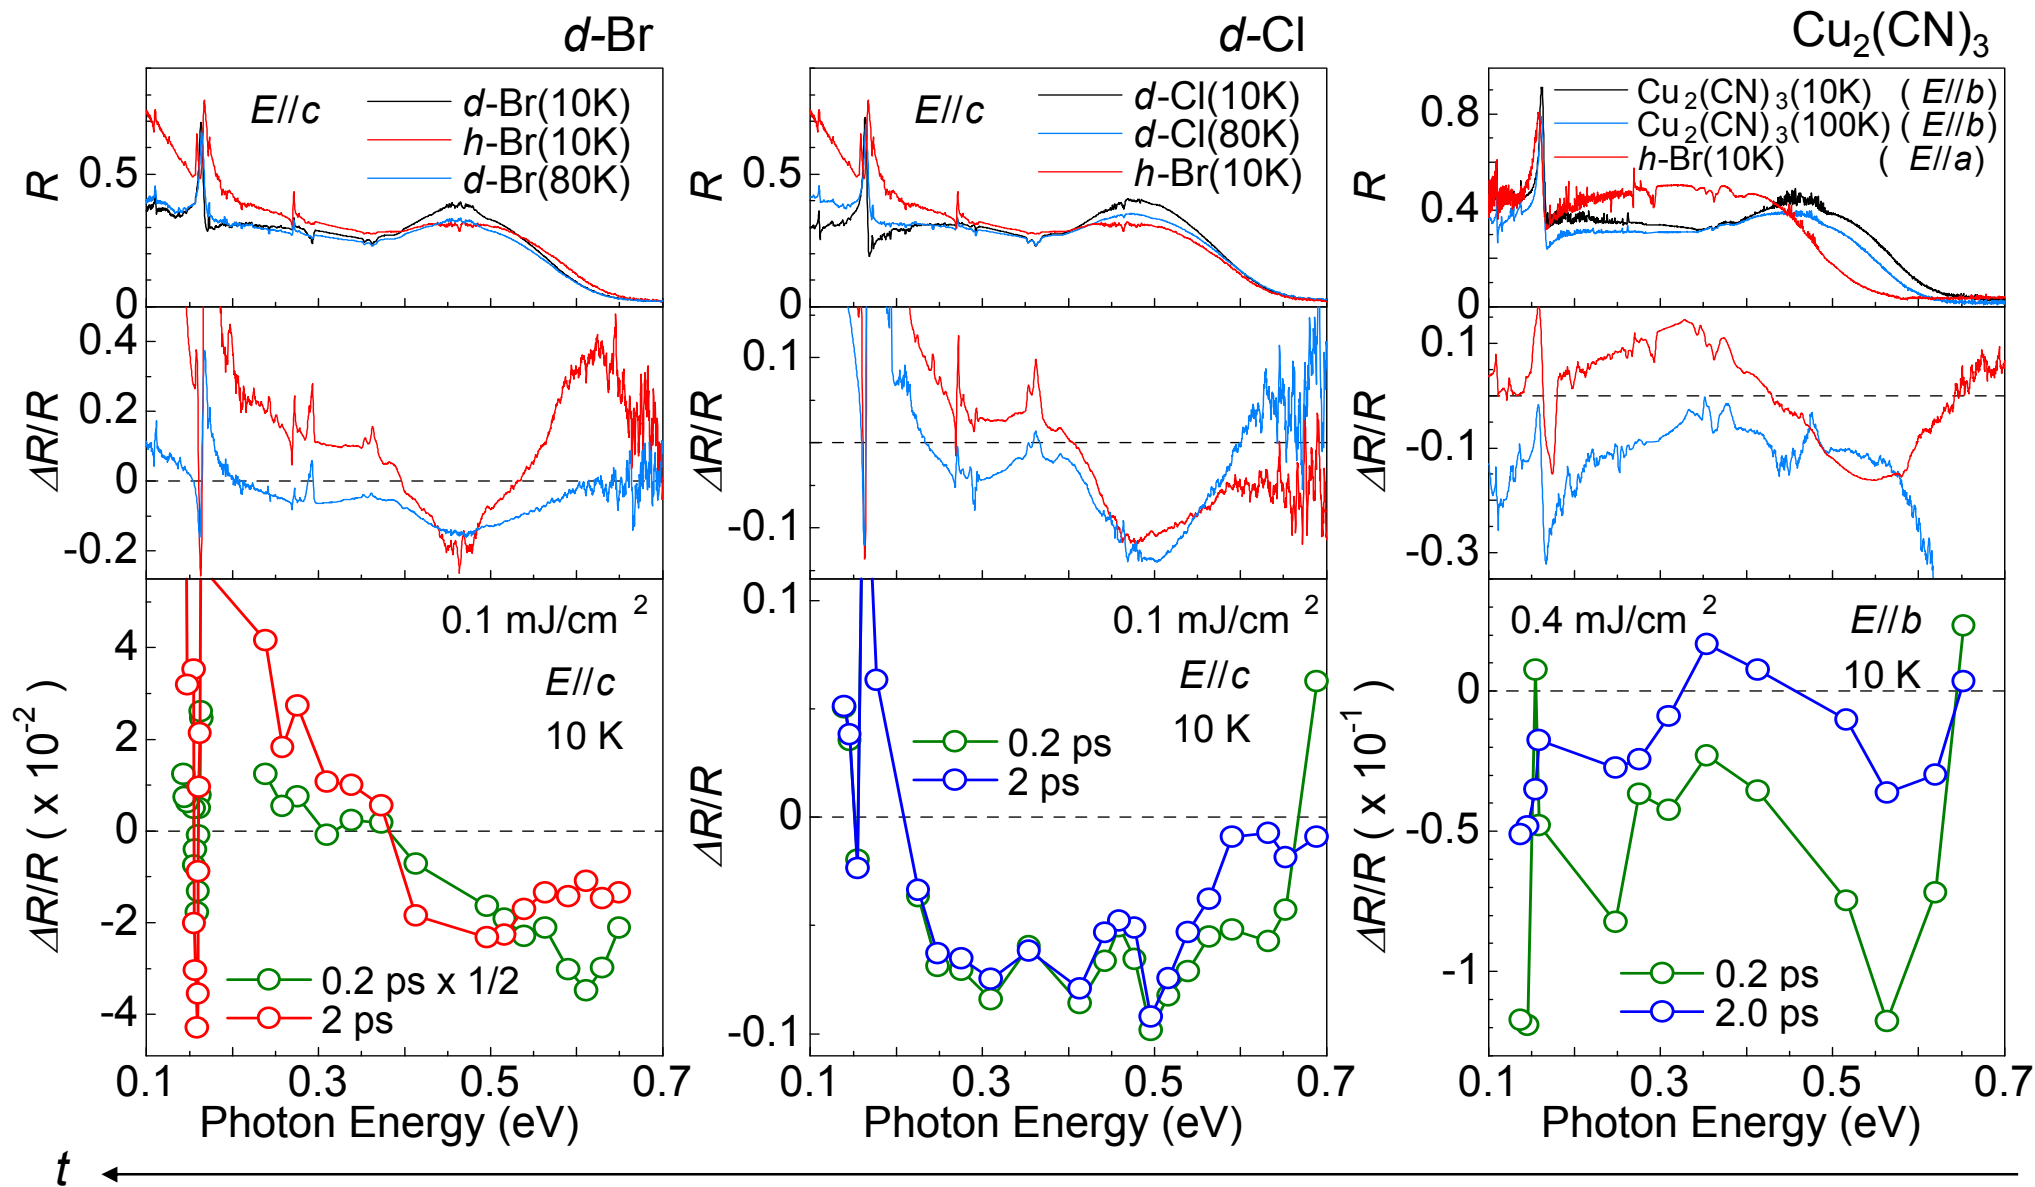 d-Br
E//c
d-Br(10K)
h-Br(10K)
d-Br(80K)
R
0.5
0
ΔR/R
0.4
0.2
0
-0.2
0.1 mJ/cm 2
E//c
10 K
ΔR/R ( x 10-2 )
4
2
0
-2
-4
0.2 ps x 1/2
2 ps
0.1 0.3 0.5 0.7
Photon Energy (eV)
d-Cl
E//c
d-Cl(10K)
d-Cl(80K)
h-Br(10K)
R
0.5
0
ΔR/R
0.1
-0.1
0.1 mJ/cm 2
E//c
10 K
0.2 ps
2 ps
ΔR/R
0.1
0
-0.1
0.1 0.3 0.5 0.7
Photon Energy (eV)
Cu2(CN)3
Cu2(CN)3(10K) ( E//b)
Cu2(CN)3(100K) ( E//b)
h-Br(10K) ( E//a)
R
0.8
0.4
0
ΔR/R
0.1
-0.1
-0.3
0.4 mJ/cm 2
E//b
10 K
ΔR/R ( x 10-1 )
0
-0.5
-1
0.2 ps
2.0 ps
0.1 0.3 0.5 0.7
Photon Energy (eV)
t